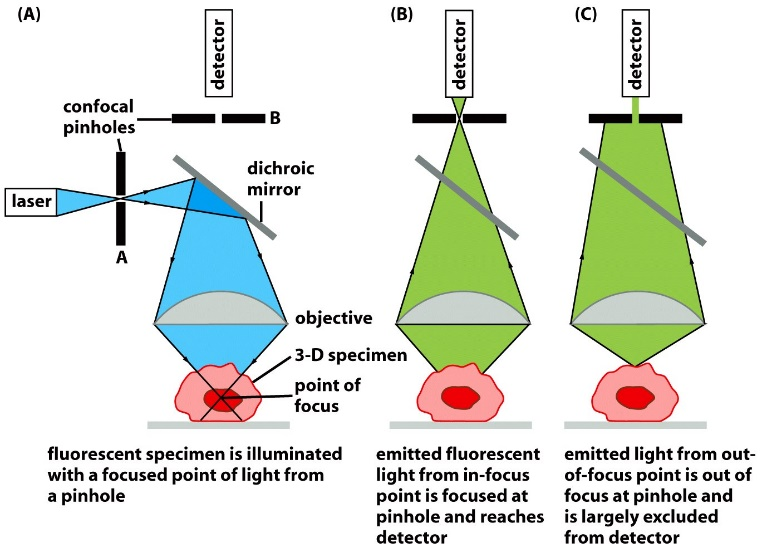 (A)
detector
confocal
pinholes
B
dichroic
mirror
laser
A
objective
3-D specimen
point of
focus
fluorescent specimen is illuminated
with a focused point of light from
a pinhole
(B)
detector
emitted fluorescent
light from in-focus
point is focused at
pinhole and reaches
detector
(C)
detector
emitted light from out-
of-focus point is out of
focus at pinhole and
is largely excluded
from detector